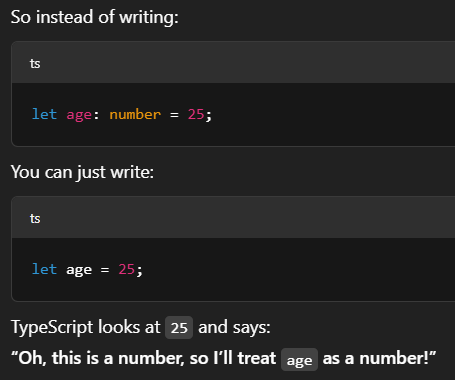 So instead of writing:
ts
let age: number = 25;
You can just write:
ts
let age = 25;
TypeScript looks at 25 and says:
“Oh, this is a number, so I’ll treat age as a number!”